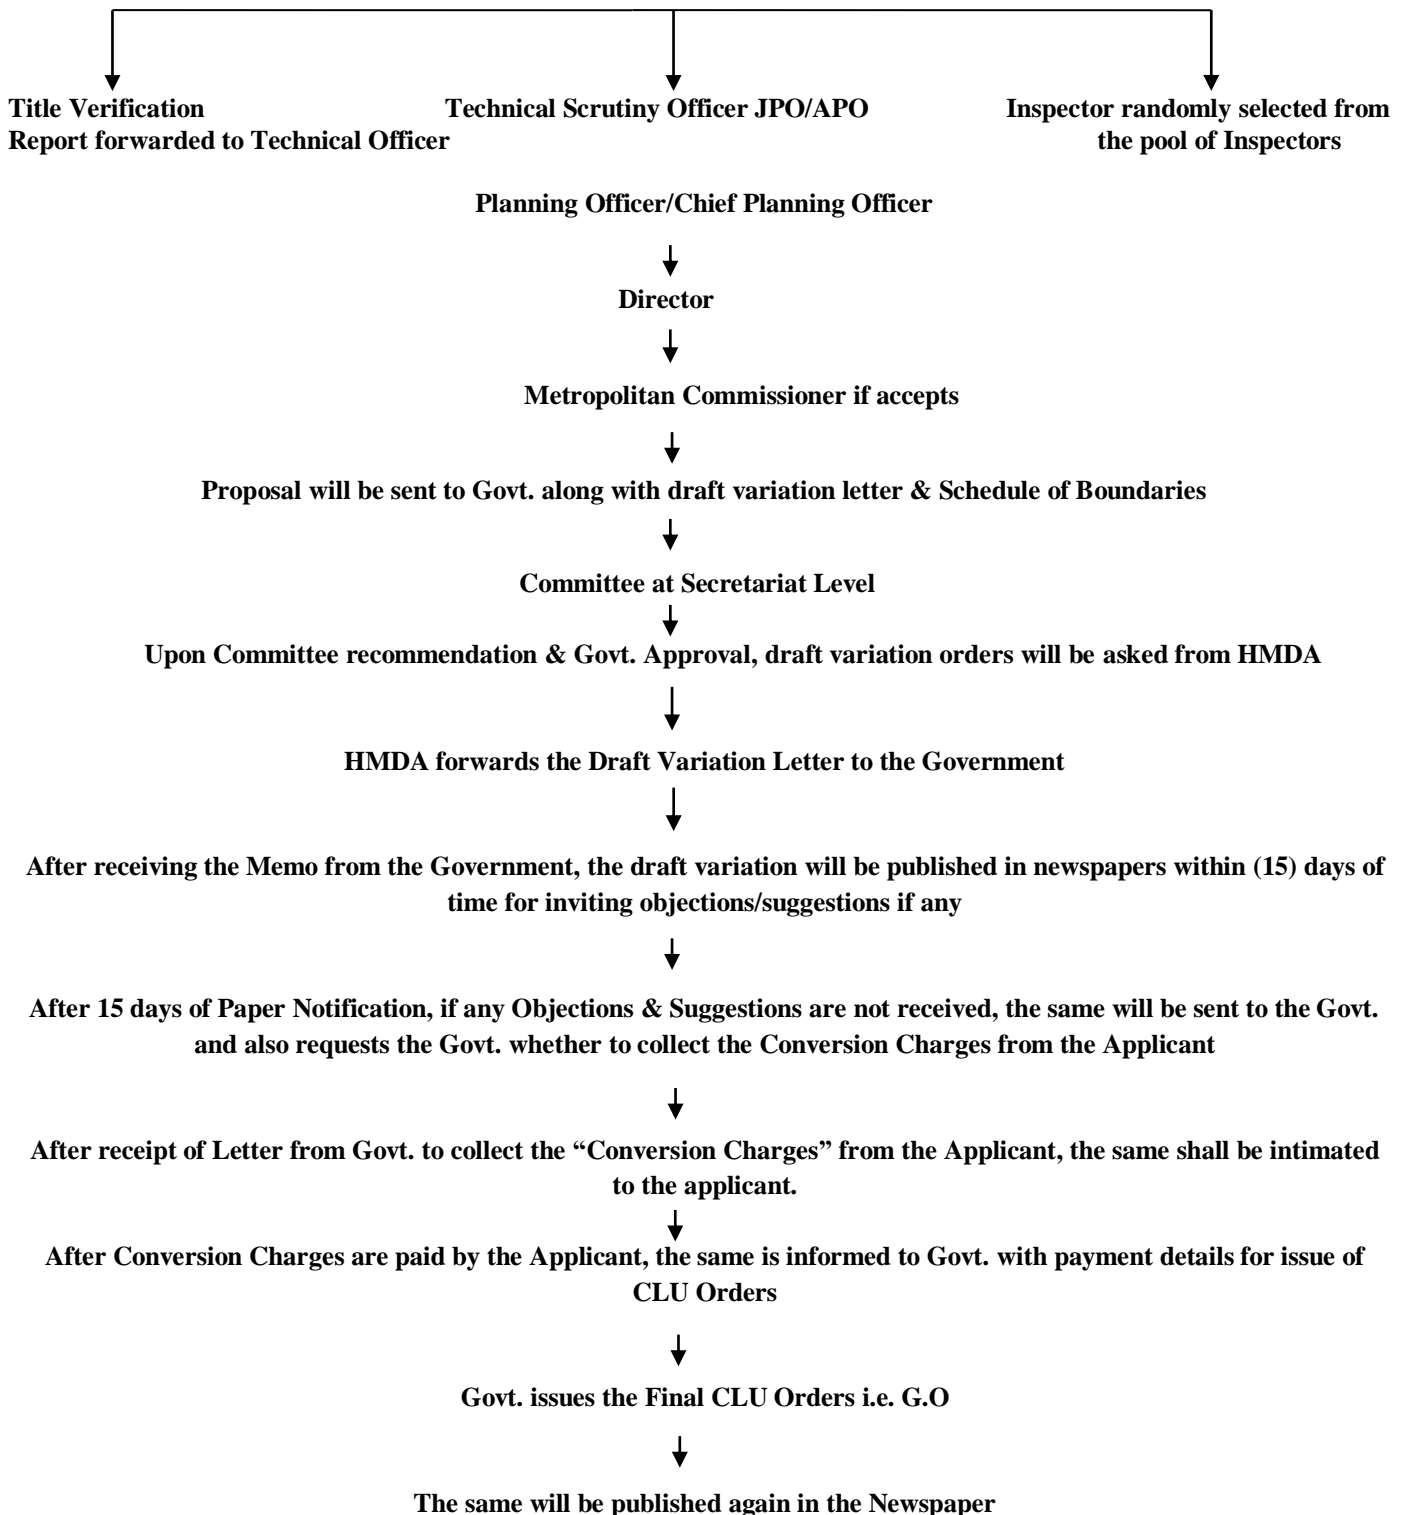 Title Verification
Report forwarded to Technical Officer
Technical Scrutiny Officer JPO/APO
Inspector randomly selected from
the pool of Inspectors
Planning Officer/Chief Planning Officer
Director
Metropolitan Commissioner if accepts
Proposal will be sent to Govt. along with draft variation letter & Schedule of Boundaries
Committee at Secretariat Level
Upon Committee recommendation & Govt. Approval, draft variation orders will be asked from HMDA
HMDA forwards the Draft Variation Letter to the Government
After receiving the Memo from the Government, the draft variation will be published in newspapers within (15) days of
time for inviting objections/suggestions if any
After 15 days of Paper Notification, if any Objections & Suggestions are not received, the same will be sent to the Govt.
and also requests the Govt. whether to collect the Conversion Charges from the Applicant
After receipt of Letter from Govt. to collect the “Conversion Charges” from the Applicant, the same shall be intimated
to the applicant.
After Conversion Charges are paid by the Applicant, the same is informed to Govt. with payment details for issue of
CLU Orders
Govt. issues the Final CLU Orders i.e. G.O
The same will be published again in the Newspaper